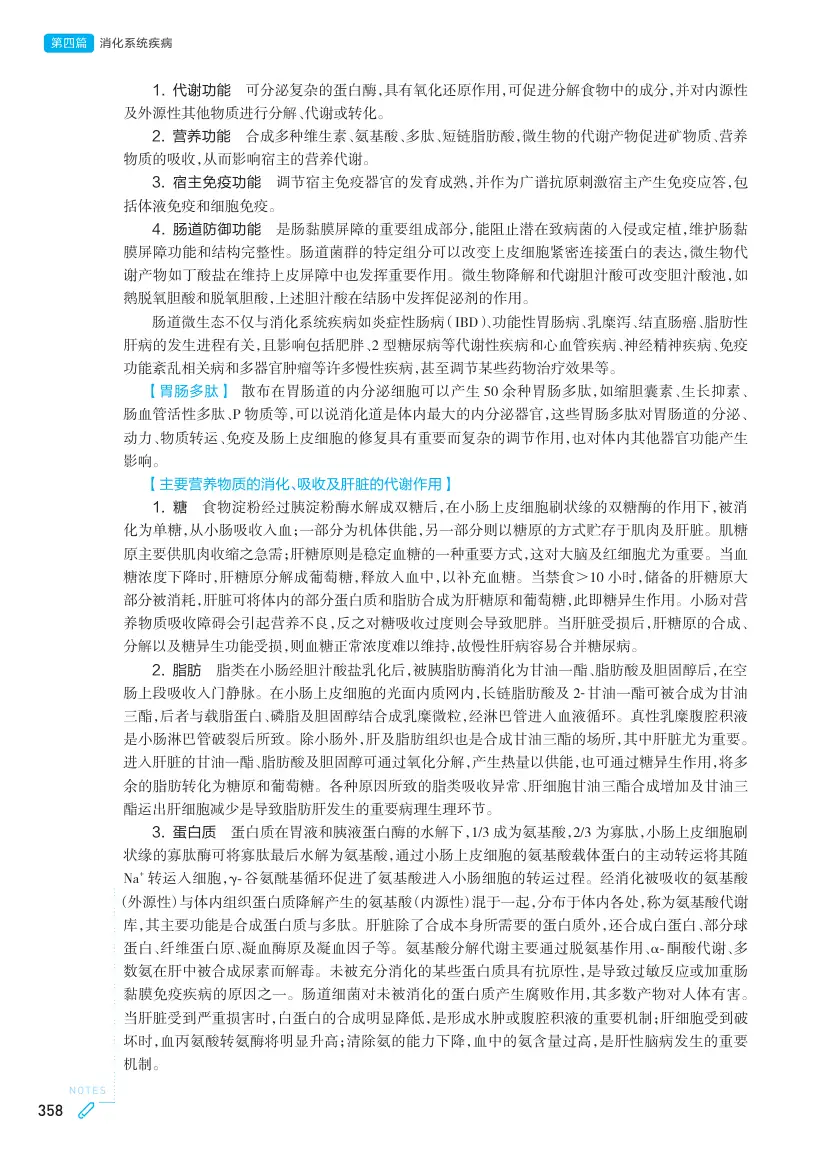 第四篇 消化系统疾病
1. 代谢功能 可分泌复杂的蛋白酶,具有氧化还原作用,可促进分解食物中的成分,并对内源性
及外源性其他物质进行分解、代谢或转化。
2. 营养功能 合成多种维生素、氨基酸、多肽、短链脂肪酸,微生物的代谢产物促进矿物质、营养
物质的吸收,从而影响宿主的营养代谢。
3. 宿主免疫功能 调节宿主免疫器官的发育成熟,并作为广谱抗原刺激宿主产生免疫应答,包
括体液免疫和细胞免疫。
4. 肠道防御功能 是肠黏膜屏障的重要组成部分,能阻止潜在致病菌的入侵或定植,维护肠黏
膜屏障功能和结构完整性。肠道菌群的特定组分可以改变上皮细胞紧密连接蛋白的表达,微生物代
谢产物如丁酸盐在维持上皮屏障中也发挥重要作用。微生物降解和代谢胆汁酸可改变胆汁酸池,如
鹅脱氧胆酸和脱氧胆酸,上述胆汁酸在结肠中发挥促泌剂的作用。
肠道微生态不仅与消化系统疾病如炎症性肠病(IBD)、功能性胃肠病、乳糜泻、结直肠癌、脂肪性
肝病的发生进程有关,且影响包括肥胖、2 型糖尿病等代谢性疾病和心血管疾病、神经精神疾病、免疫
功能紊乱相关病和多器官肿瘤等许多慢性疾病,甚至调节某些药物治疗效果等。
【胃肠多肽】 散布在胃肠道的内分泌细胞可以产生 50 余种胃肠多肽,如缩胆囊素、生长抑素、
肠血管活性多肽、P 物质等,可以说消化道是体内最大的内分泌器官,这些胃肠多肽对胃肠道的分泌、
动力、物质转运、免疫及肠上皮细胞的修复具有重要而复杂的调节作用,也对体内其他器官功能产生
影响。
【主要营养物质的消化、吸收及肝脏的代谢作用】
1. 糖 食物淀粉经过胰淀粉酶水解成双糖后,在小肠上皮细胞刷状缘的双糖酶的作用下,被消
化为单糖,从小肠吸收入血;一部分为机体供能,另一部分则以糖原的方式贮存于肌肉及肝脏。肌糖
原主要供肌肉收缩之急需;肝糖原则是稳定血糖的一种重要方式,这对大脑及红细胞尤为重要。当血
糖浓度下降时,肝糖原分解成葡萄糖,释放入血中,以补充血糖。当禁食>10 小时,储备的肝糖原大
部分被消耗,肝脏可将体内的部分蛋白质和脂肪合成为肝糖原和葡萄糖,此即糖异生作用。小肠对营
养物质吸收障碍会引起营养不良,反之对糖吸收过度则会导致肥胖。当肝脏受损后,肝糖原的合成、
分解以及糖异生功能受损,则血糖正常浓度难以维持,故慢性肝病容易合并糖尿病。
2. 脂肪 脂类在小肠经胆汁酸盐乳化后,被胰脂肪酶消化为甘油一酯、脂肪酸及胆固醇后,在空
肠上段吸收入门静脉。在小肠上皮细胞的光面内质网内,长链脂肪酸及 2- 甘油一酯可被合成为甘油
三酯,后者与载脂蛋白、磷脂及胆固醇结合成乳糜微粒,经淋巴管进入血液循环。真性乳糜腹腔积液
是小肠淋巴管破裂后所致。除小肠外,肝及脂肪组织也是合成甘油三酯的场所,其中肝脏尤为重要。
进入肝脏的甘油一酯、脂肪酸及胆固醇可通过氧化分解,产生热量以供能,也可通过糖异生作用,将多
余的脂肪转化为糖原和葡萄糖。各种原因所致的脂类吸收异常、肝细胞甘油三酯合成增加及甘油三
酯运出肝细胞减少是导致脂肪肝发生的重要病理生理环节。
3. 蛋白质 蛋白质在胃液和胰液蛋白酶的水解下,1/3 成为氨基酸,2/3 为寡肽,小肠上皮细胞刷
状缘的寡肽酶可将寡肽最后水解为氨基酸,通过小肠上皮细胞的氨基酸载体蛋白的主动转运将其随
Na⁺ 转运入细胞,γ- 谷氨酰基循环促进了氨基酸进入小肠细胞的转运过程。经消化被吸收的氨基酸
(外源性)与体内组织蛋白质降解产生的氨基酸(内源性)混于一起,分布于体内各处,称为氨基酸代谢
库,其主要功能是合成蛋白质与多肽。肝脏除了合成本身所需要的蛋白质外,还合成白蛋白、部分球
蛋白、纤维蛋白原、凝血酶原及凝血因子等。氨基酸分解代谢主要通过脱氨基作用、α- 酮酸代谢、多
数氨在肝中被合成尿素而解毒。未被充分消化的某些蛋白质具有抗原性,是导致过敏反应或加重肠
黏膜免疫疾病的原因之一。肠道细菌对未被消化的蛋白质产生腐败作用,其多数产物对人体有害。
当肝脏受到严重损害时,白蛋白的合成明显降低,是形成水肿或腹腔积液的重要机制;肝细胞受到破
坏时,血丙氨酸转氨酶将明显升高;清除氨的能力下降,血中的氨含量过高,是肝性脑病发生的重要
机制。
NOTES
358